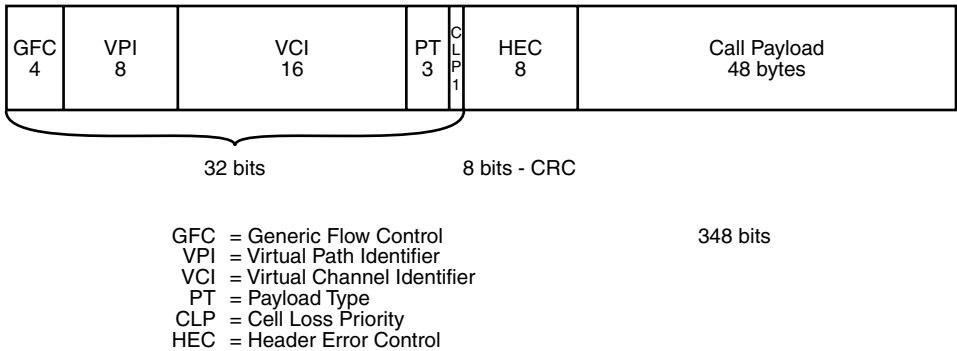 GFC VPI VCI PT CLP1 HEC Call Payload
4 8 16 3 8 48 bytes
32 bits 8 bits - CRC
GFC = Generic Flow Control 348 bits
VPI = Virtual Path Identifier
VCI = Virtual Channel Identifier
PT = Payload Type
CLP = Cell Loss Priority
HEC = Header Error Control